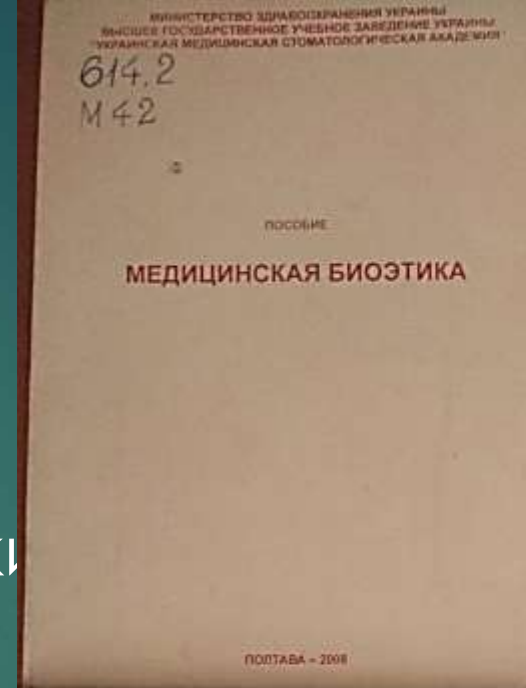 МИНИСТЕРСТВО ЗДРАВООХРАНЕНИЯ УКРАИНЫ
ВЫСШЕЕ ГОСУДАРСТВЕННОЕ УЧЕБНОЕ ЗАВЕДЕНИЕ УКРАИНЫ
"УКРАИНСКАЯ МЕДИЦИНСКАЯ СТОМАТОЛОГИЧЕСКАЯ АКАДЕМИЯ"
614.2
М 42
ПОСОБИЕ
МЕДИЦИНСКАЯ БИОЭТИКА
ПОЛТАВА – 2008